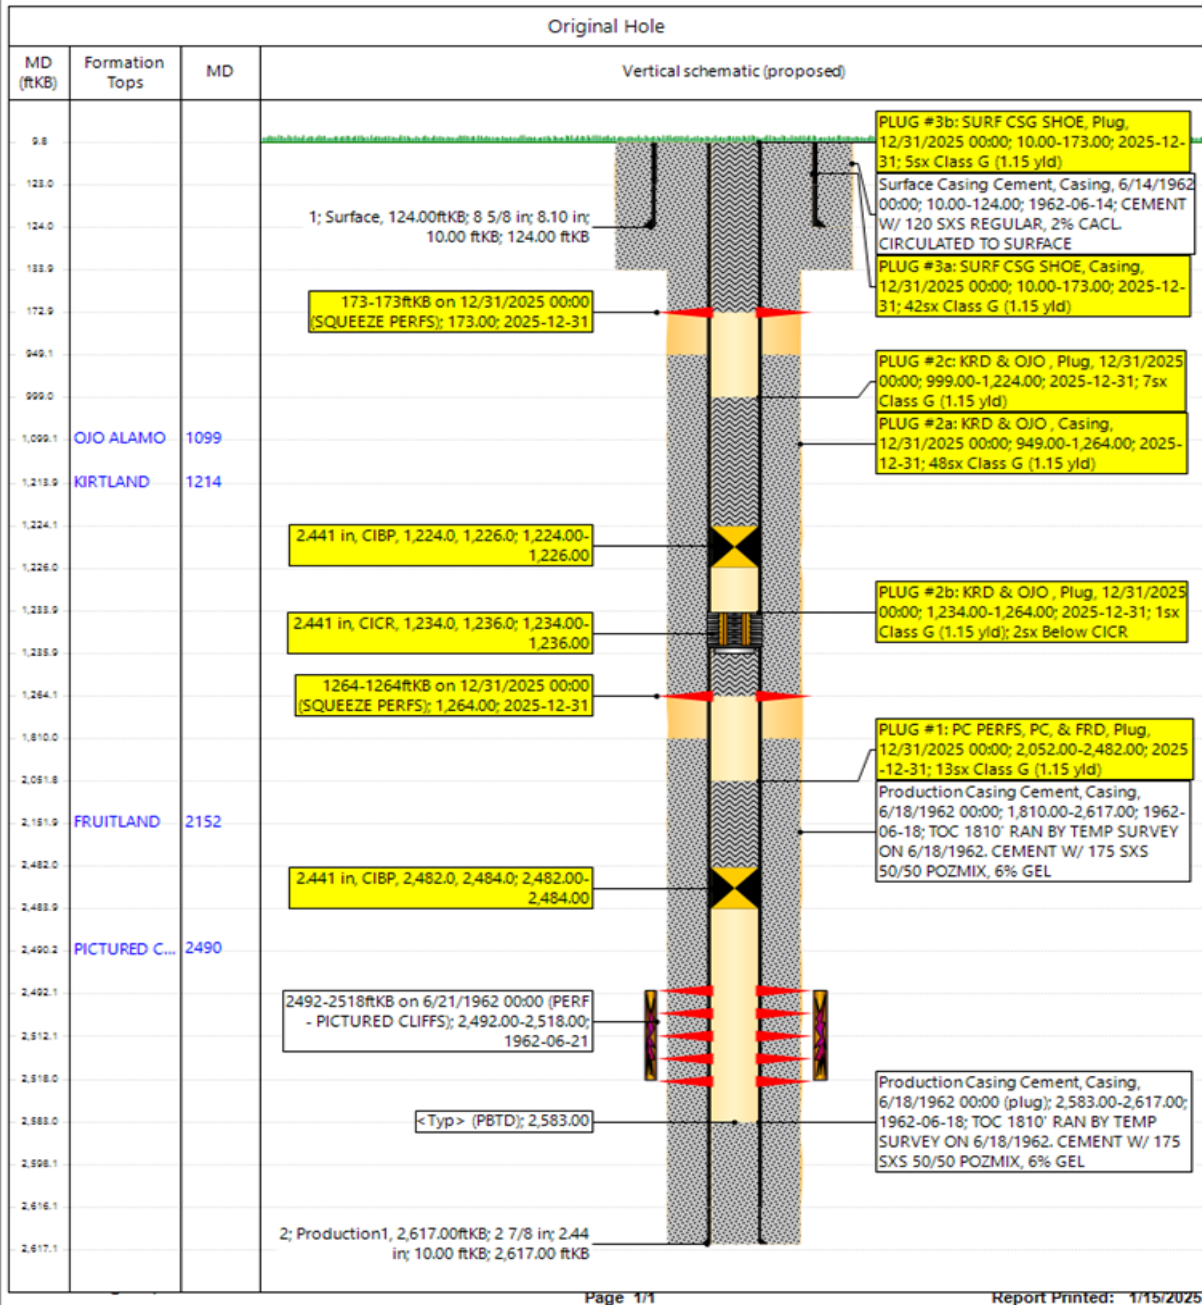 Original Hole
MD
(ftKB)
Formation
Tops
MD
Vertical schematic (proposed)
9.8
123.0
124.0
133.9
172.9
949.1
999.0
1,099.1
1,213.9
1,224.1
1,226.0
1,233.9
1,235.9
1,264.1
1,810.0
2,051.8
2,151.9
2,482.0
2,483.9
2,490.2
2,492.1
2,512.1
2,518.0
2,583.0
2,598.1
2,616.1
2,617.1
OJO ALAMO 1099
KIRTLAND 1214
FRUITLAND 2152
PICTURED C... 2490
1; Surface, 124.00ftKB; 8 5/8 in; 8.10 in;
10.00 ftKB; 124.00 ftKB
173-173ftKB on 12/31/2025 00:00
(SQUEEZE PERFS); 173.00; 2025-12-31
2.441 in, CIBP, 1,224.0, 1,226.0; 1,224.00-
1,226.00
2.441 in, CICR, 1,234.0, 1,236.0; 1,234.00-
1,236.00
1264-1264ftKB on 12/31/2025 00:00
(SQUEEZE PERFS); 1,264.00; 2025-12-31
2.441 in, CIBP, 2,482.0, 2,484.0; 2,482.00-
2,484.00
2492-2518ftKB on 6/21/1962 00:00 (PERF
- PICTURED CLIFFS); 2,492.00-2,518.00;
1962-06-21
<Typ> (PBTD); 2,583.00
2; Production1, 2,617.00ftKB; 2 7/8 in; 2.44
in; 10.00 ftKB; 2,617.00 ftKB
PLUG #3b: SURF CSG SHOE, Plug,
12/31/2025 00:00; 10.00-173.00; 2025-12-
31; 5sx Class G (1.15 yld)
Surface Casing Cement, Casing, 6/14/1962
00:00; 10.00-124.00; 1962-06-14; CEMENT
W/ 120 SXS REGULAR, 2% CACL.
CIRCULATED TO SURFACE
PLUG #3a: SURF CSG SHOE, Casing,
12/31/2025 00:00; 10.00-173.00; 2025-12-
31; 42sx Class G (1.15 yld)
PLUG #2c: KRD & OJO , Plug, 12/31/2025
00:00; 999.00-1,224.00; 2025-12-31; 7sx
Class G (1.15 yld)
PLUG #2a: KRD & OJO , Casing,
12/31/2025 00:00; 949.00-1,264.00; 2025-
12-31; 48sx Class G (1.15 yld)
PLUG #2b: KRD & OJO , Plug, 12/31/2025
00:00; 1,234.00-1,264.00; 2025-12-31; 1sx
Class G (1.15 yld); 2sx Below CICR
PLUG #1: PC PERFS, PC, & FRD, Plug,
12/31/2025 00:00; 2,052.00-2,482.00; 2025
-12-31; 13sx Class G (1.15 yld)
Production Casing Cement, Casing,
6/18/1962 00:00; 1,810.00-2,617.00; 1962-
06-18; TOC 1810' RAN BY TEMP SURVEY
ON 6/18/1962. CEMENT W/ 175 SXS
50/50 POZMIX, 6% GEL
Production Casing Cement, Casing,
6/18/1962 00:00 (plug); 2,583.00-2,617.00;
1962-06-18; TOC 1810' RAN BY TEMP
SURVEY ON 6/18/1962. CEMENT W/ 175
SXS 50/50 POZMIX, 6% GEL
Page 1/1
Report Printed: 1/15/2025